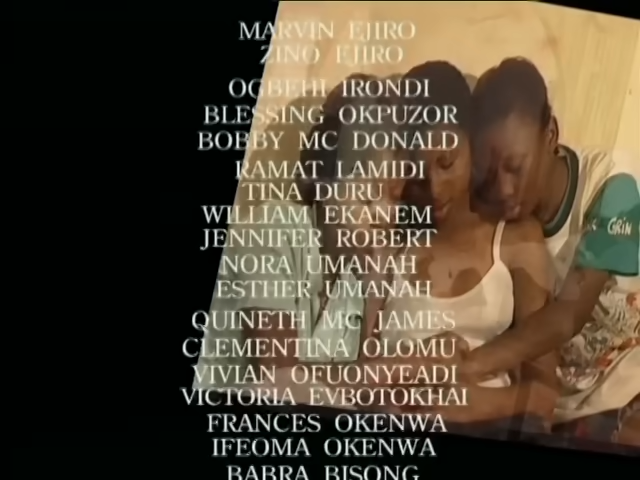 MARVIN EJIRO
ZINO EJIRO
OGBEHI IRONDI
BLESSING OKPUZOR
BOBBY MC DONALD
RAMAT LAMIDI
TINA DURU
WILLIAM EKANEM
JENNIFER ROBERT
NORA UMANAH
ESTHER UMANAH
QUINETH MC JAMES
CLEMENTINA OLOMU
VIVIAN OFUONYEADI
VICTORIA EVBOTOKHAI
FRANCES OKENWA
IFEOMA OKENWA
BABRA BISONG
GRIN